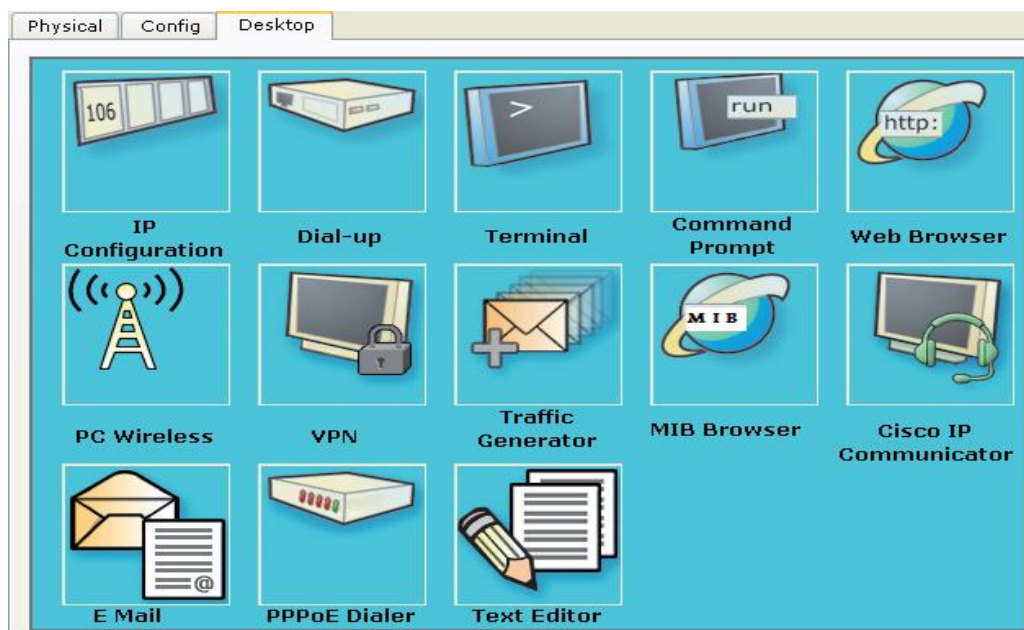 Physical Config Desktop
106
>
run
http:
IP
Configuration
Dial-up
Terminal
Command
Prompt
Web Browser
PC Wireless
VPN
Traffic
Generator
MIB
MIB Browser
Cisco IP
Communicator
@
E Mail
PPPoE Dialer
Text Editor